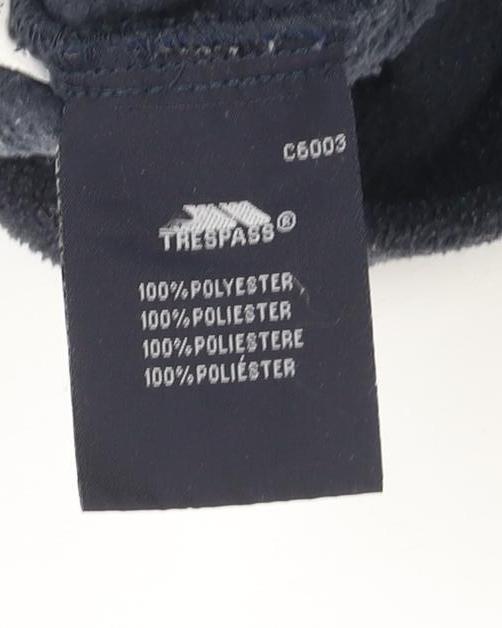 C6003
TRESPASS®
100% POLYESTER
100% POLIESTER
100% POLIESTERE
100% POLIÉSTER